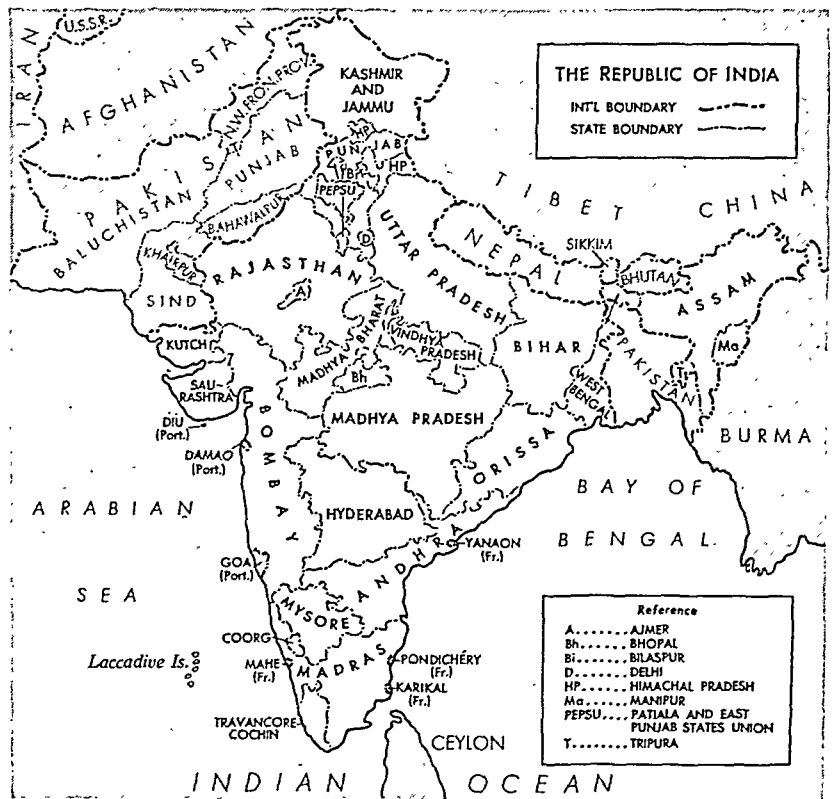 U.S.S.R.
IRAN
AFGHANISTAN
N.W. FRON. PROV.
KASHMIR
AND
JAMMU
THE REPUBLIC OF INDIA
INT'L BOUNDARY
STATE BOUNDARY
PAKISTAN
PUNJAB
BALUCHISTAN
BAHAWALPUR
KHAIRPUR
SIND
HP
PUNJAB
HP
Bi
PEPSU
D
TIBET
CHINA
UTTAR PRADESH
NEPAL
SIKKIM
BHUTAN
ASSAM
RAJASTHAN
A
KUTCH
SAU-
RASHTRA
MADHYA BHARAT
Bh
VINDHYA
PRADESH
BIHAR
PAKISTAN
WEST
BENGAL
T
Ma
BURMA
DIU
(Port.)
DAMAO
(Port.)
BOMBAY
MADHYA PRADESH
ORISSA
BAY OF
BENGAL
ARABIAN
SEA
HYDERABAD
ANDHRA
YANAON
(Fr.)
GOA
(Port.)
MYSORE
COORG
MAHE
(Fr.)
MADRAS
PONDICHÉRY
(Fr.)
KARIKAL
(Fr.)
Laccadive Is.
TRAVANCORE-
COCHIN
CEYLON
INDIAN OCEAN
Reference
A.......AJMER
Bh......BHOPAL
Bi......BILASPUR
D.......DELHI
HP......HIMACHAL PRADESH
Ma......MANIPUR
PEPSU....PATIALA AND EAST
PUNJAB STATES UNION
T........TRIPURA